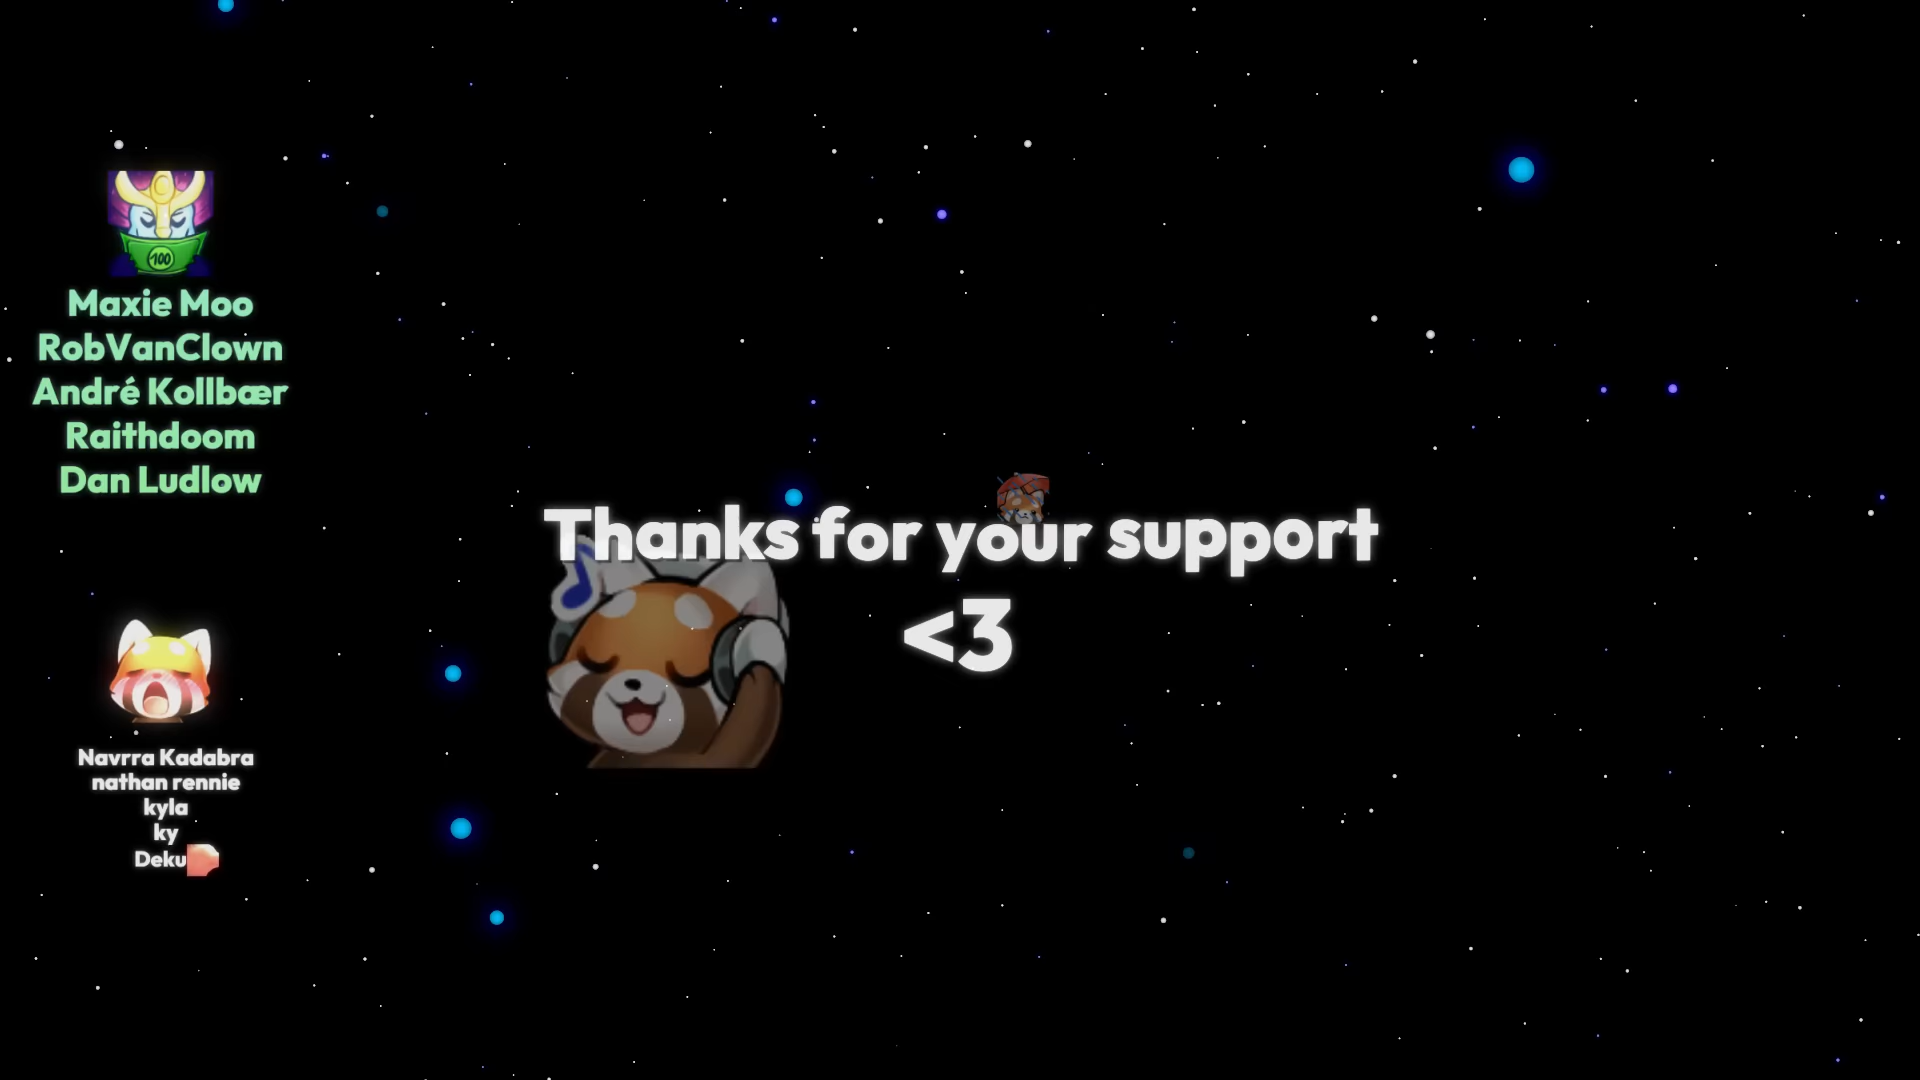 100
Maxie Moo
RobVanClown
André Kollbær
Raithdoom
Dan Ludlow
Thanks for your support
<3
Navrra Kadabra
nathan rennie
kyla
ky
Deku